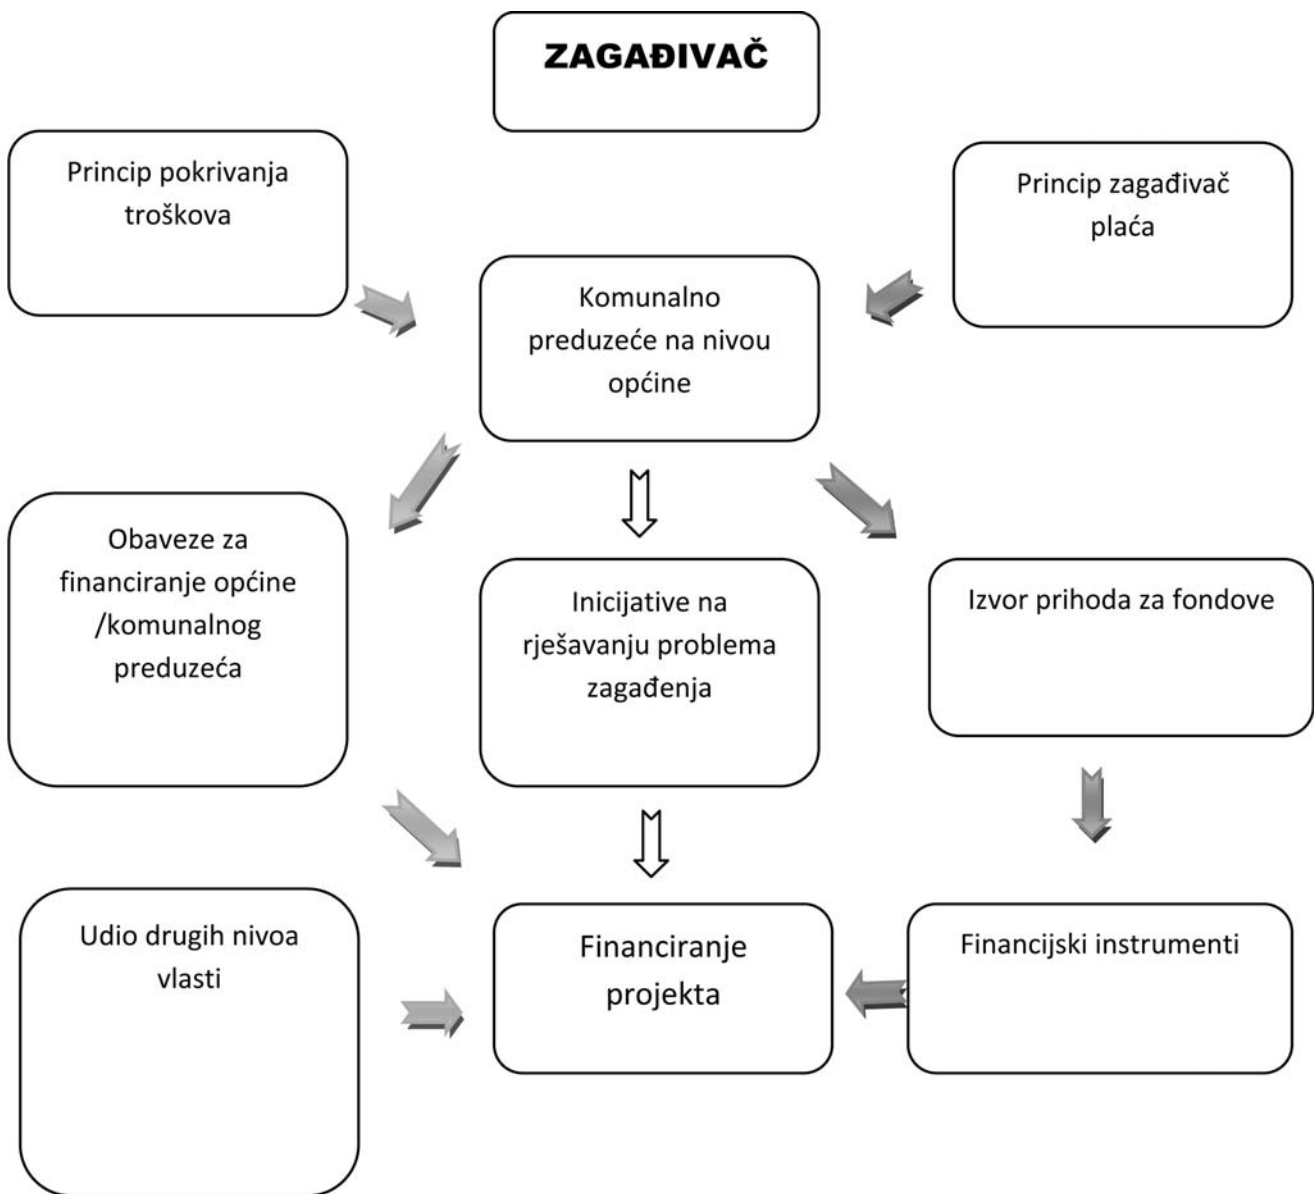 ZAGAĐIVAČ
Princip pokrivanja
troškova
Princip zagađivač
plaća
Komunalno
preduzeće na nivou
općine
Obaveze za
financiranje općine
/komunalnog
preduzeća
Inicijative na
rješavanju problema
zagađenja
Izvor prihoda za fondove
Udio drugih nivoa
vlasti
Financiranje
projekta
Financijski instrumenti